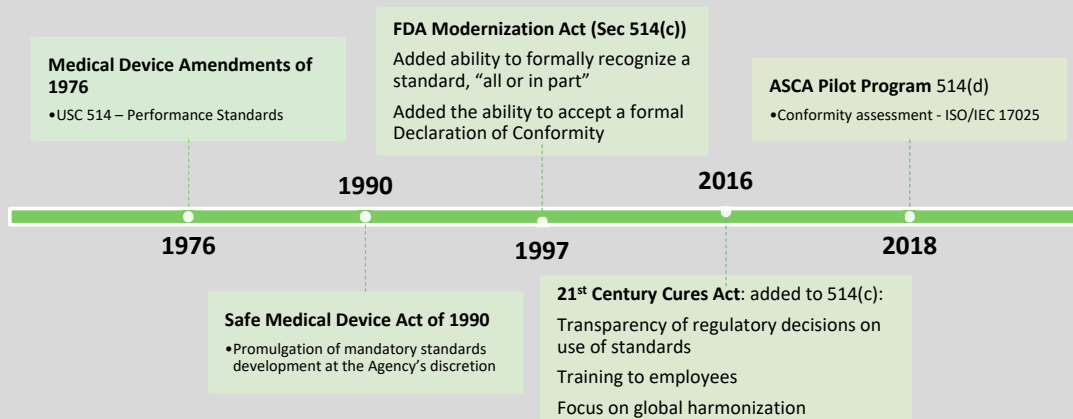 Medical Device Amendments of
1976
•USC 514 – Performance Standards
FDA Modernization Act (Sec 514(c))
Added ability to formally recognize a
standard, “all or in part”
Added the ability to accept a formal
Declaration of Conformity
ASCA Pilot Program 514(d)
•Conformity assessment - ISO/IEC 17025
1990
2016
1976
1997
2018
Safe Medical Device Act of 1990
•Promulgation of mandatory standards
development at the Agency’s discretion
21st Century Cures Act: added to 514(c):
Transparency of regulatory decisions on
use of standards
Training to employees
Focus on global harmonization